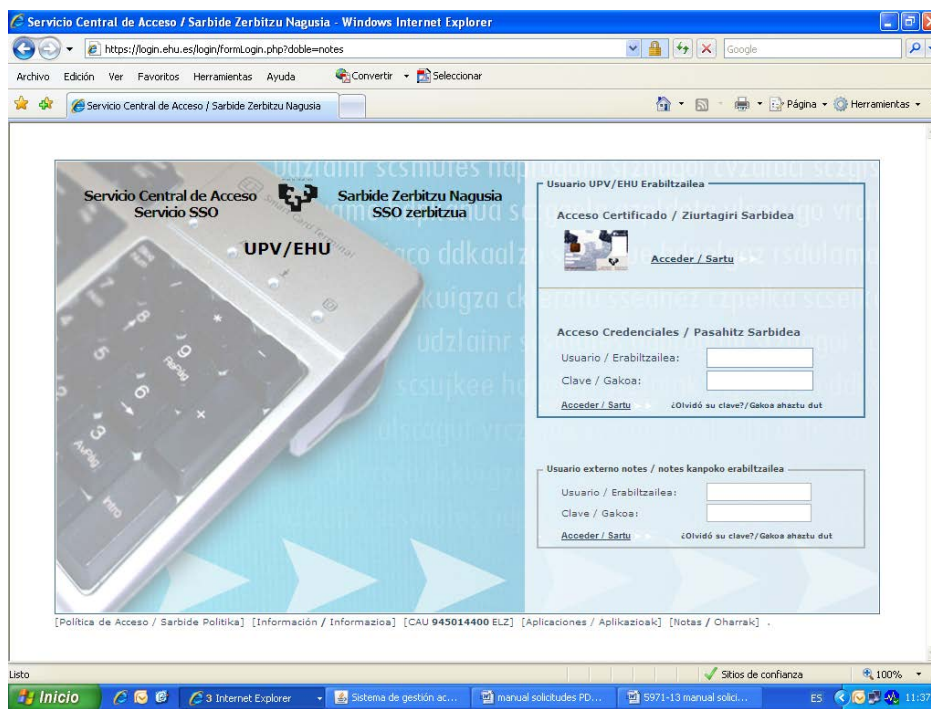 Servicio Central de Acceso / Sarbide Zerbitzu Nagusia - Windows Internet Explorer
https://login.ehu.es/login/formLogin.php?doble=notes
Google
Archivo Edición Ver Favoritos Herramientas Ayuda Convertir Seleccionar
Servicio Central de Acceso / Sarbide Zerbitzu Nagusia
Página Herramientas
Servicio Central de Acceso
Servicio SSO
Sarbide Zerbitzu Nagusia
SSO zerbitzua
UPV/EHU
Usuario UPV/EHU Erabiltzailea
Acceso Certificado / Ziurtagiri Sarbidea
Acceder / Sartu
Acceso Credenciales / Pasahitz Sarbidea
Usuario / Erabiltzailea:
Clave / Gakoa:
Acceder / Sartu ¿Olvidó su clave?/Gakoa ahaztu dut
Usuario externo notes / notes kanpoko erabiltzailea
Usuario / Erabiltzailea:
Clave / Gakoa:
Acceder / Sartu ¿Olvidó su clave?/Gakoa ahaztu dut
[Política de Acceso / Sarbide Politika] [Información / Informazioa] [CAU 945014400 ELZ] [Aplicaciones / Aplikazioak] [Notas / Oharrak] .
Listo
Sitios de confianza
100%
Inicio
3 Internet Explorer
Sistema de gestión ac...
manual solicitudes PD...
5971-13 manual solici...
ES
11:37